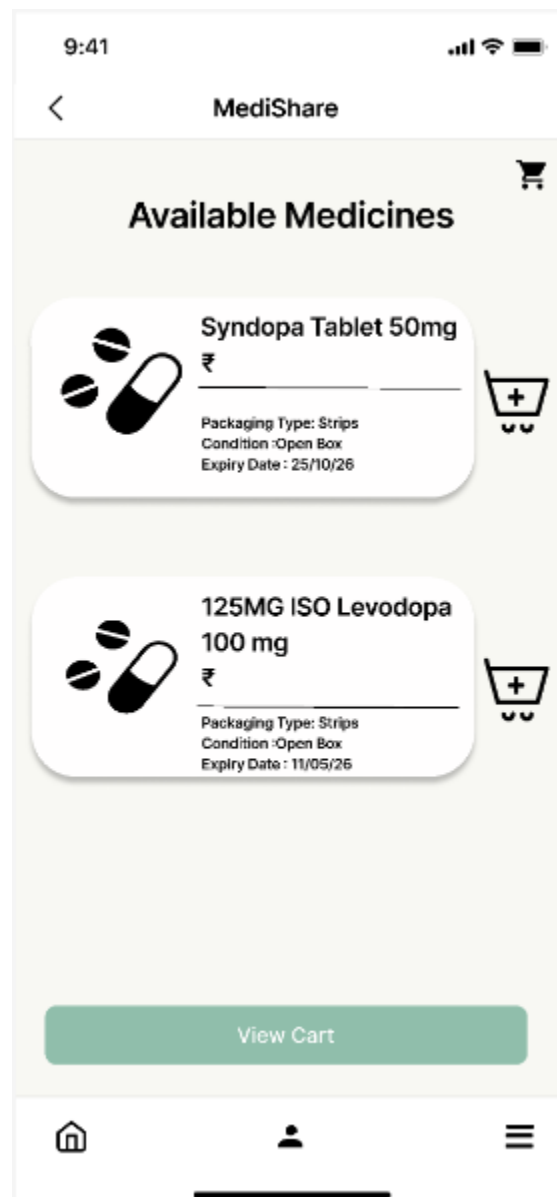 9:41
MediShare
Available Medicines
Syndopa Tablet 50mg
₹
Packaging Type: Strips
Condition :Open Box
Expiry Date : 25/10/26
125MG ISO Levodopa
100 mg
₹
Packaging Type: Strips
Condition :Open Box
Expiry Date : 11/05/26
View Cart